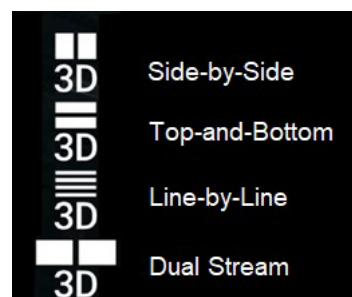 3D Side-by-Side
3D Top-and-Bottom
3D Line-by-Line
3D Dual Stream